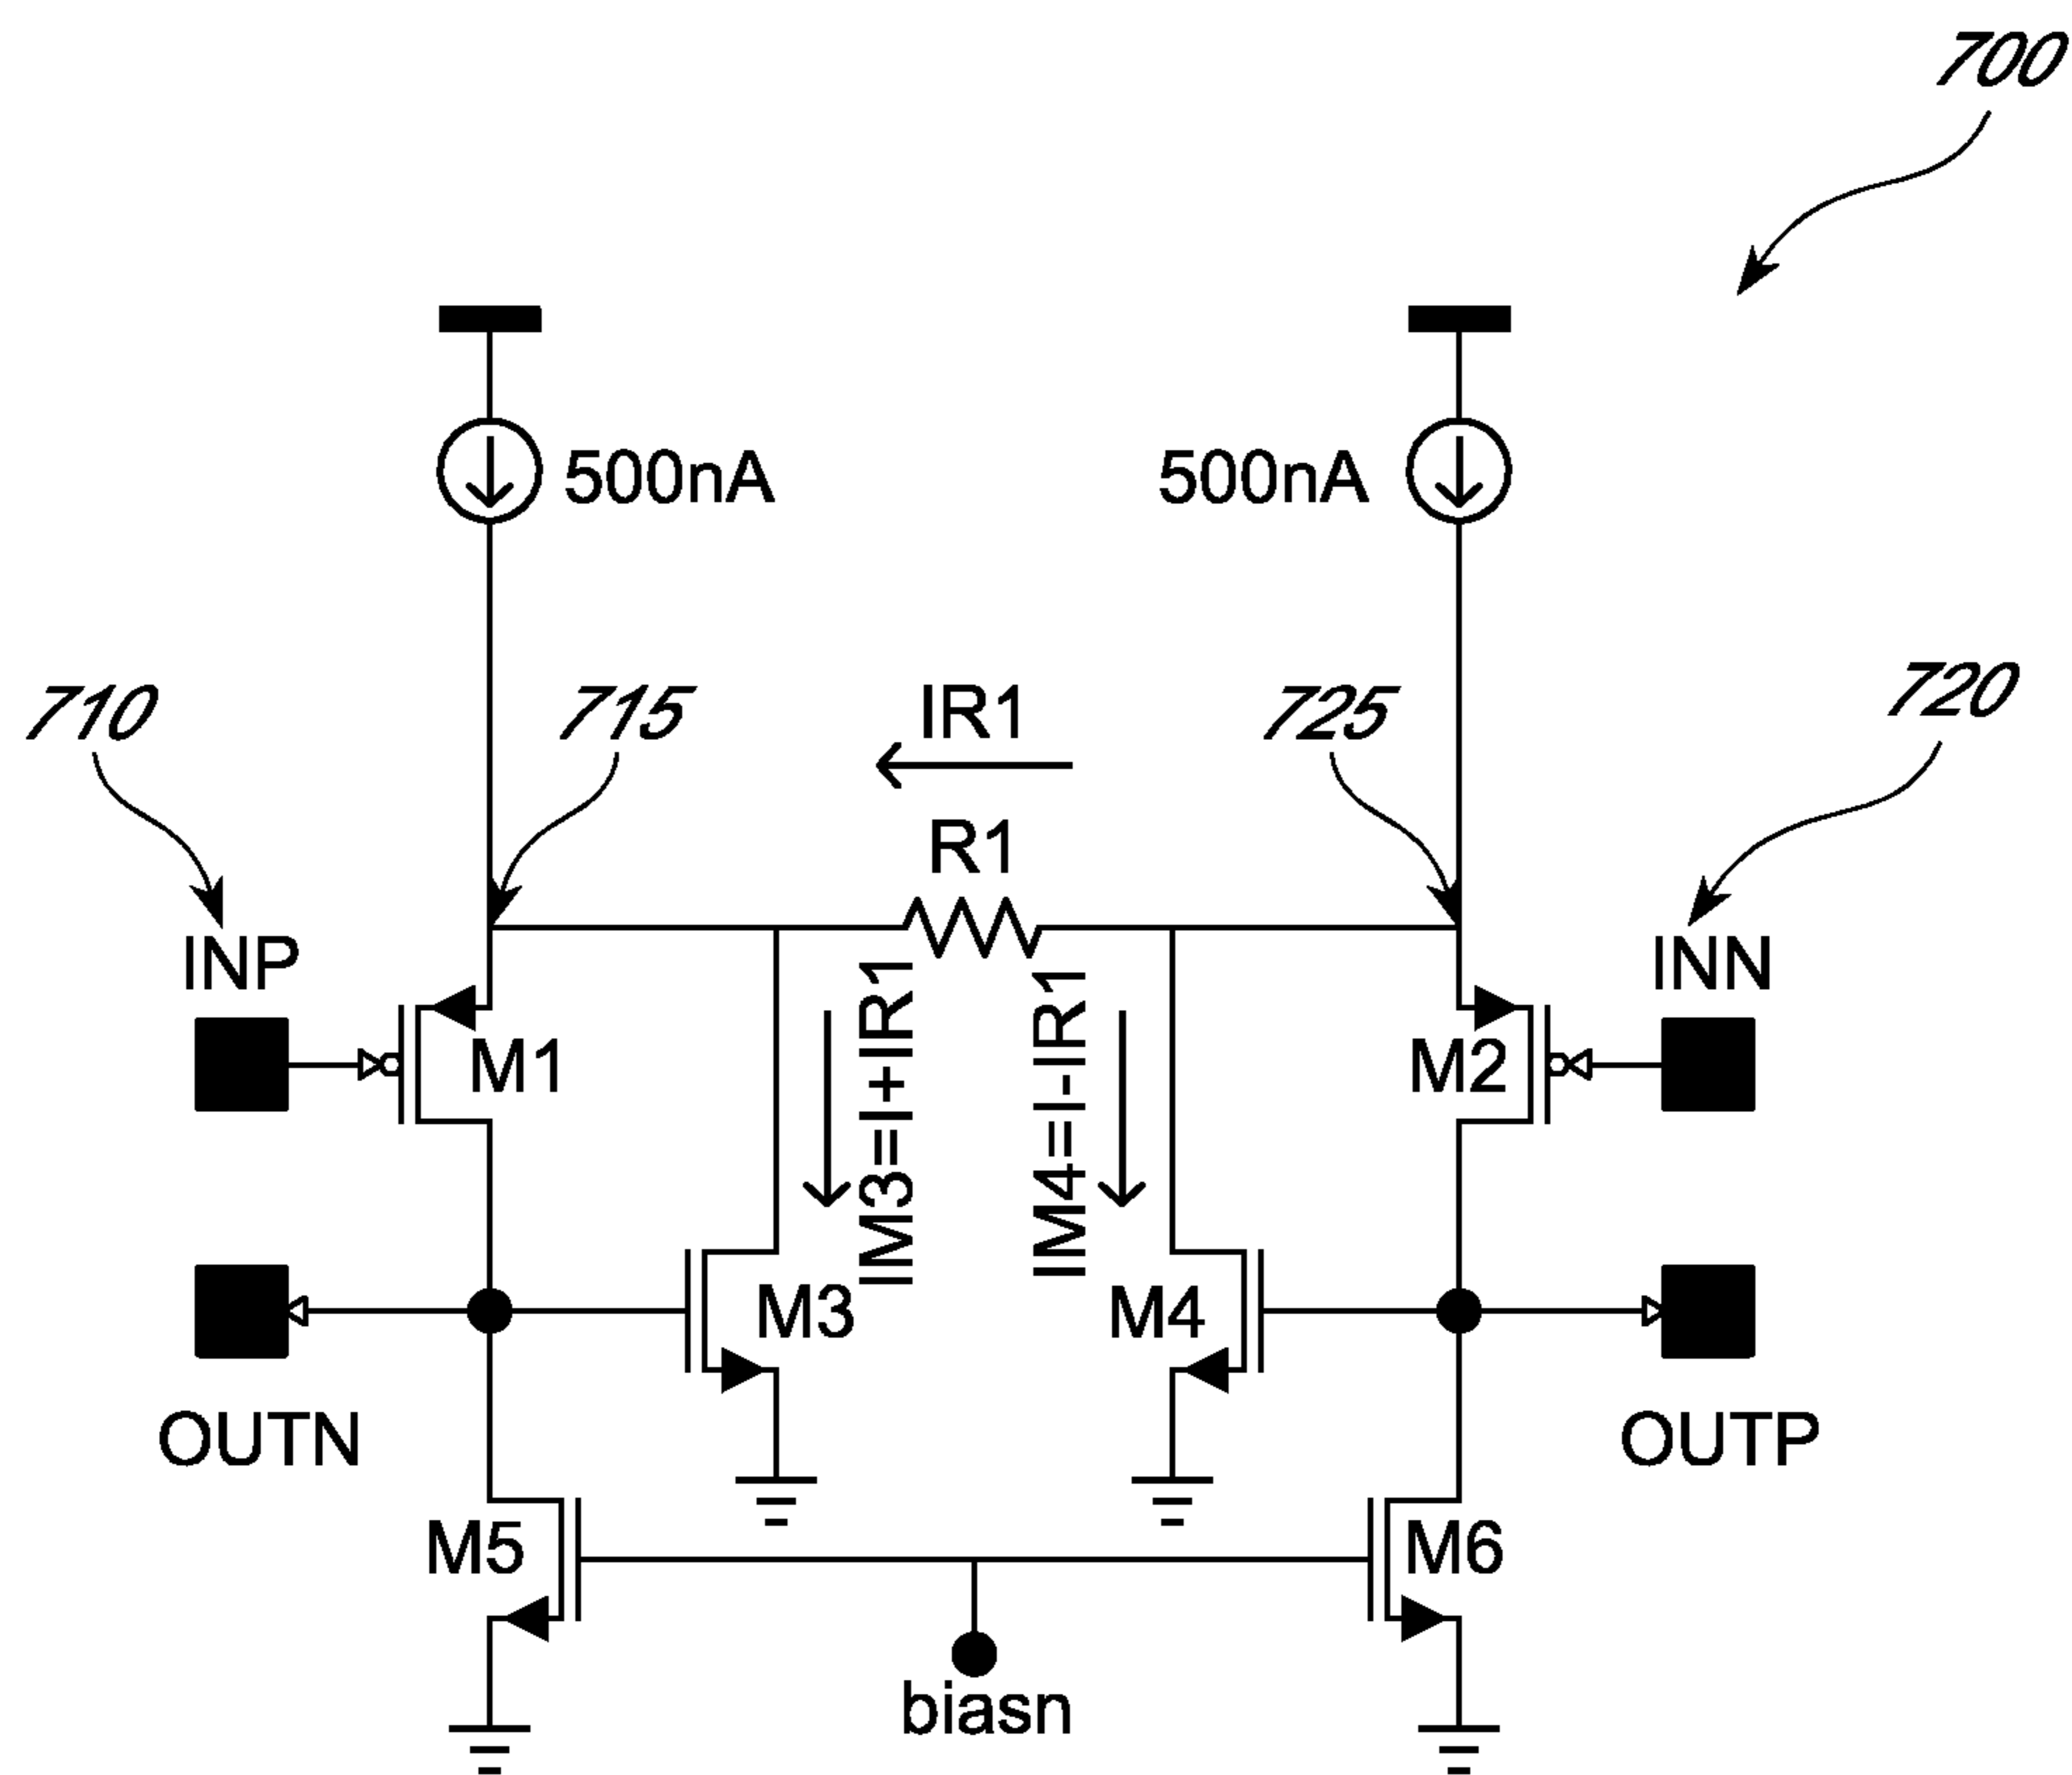 700
500nA
500nA
710
715
IR1
725
720
R1
INP
INN
M1
IM3=I+IR1
IM4=I-IR1
M2
M3
M4
OUTN
OUTP
M5
M6
biasn